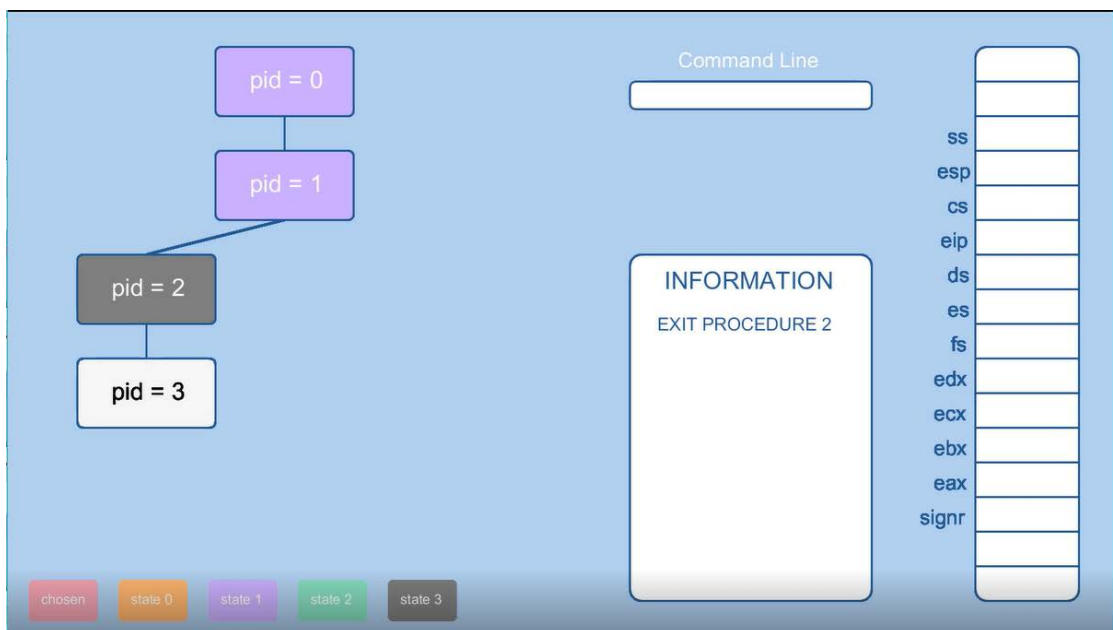 pid = 0
pid = 1
pid = 2
pid = 3
Command Line
INFORMATION
EXIT PROCEDURE 2
ss
esp
cs
eip
ds
es
fs
edx
ecx
ebx
eax
signr
chosen
state 0
state 1
state 2
state 3